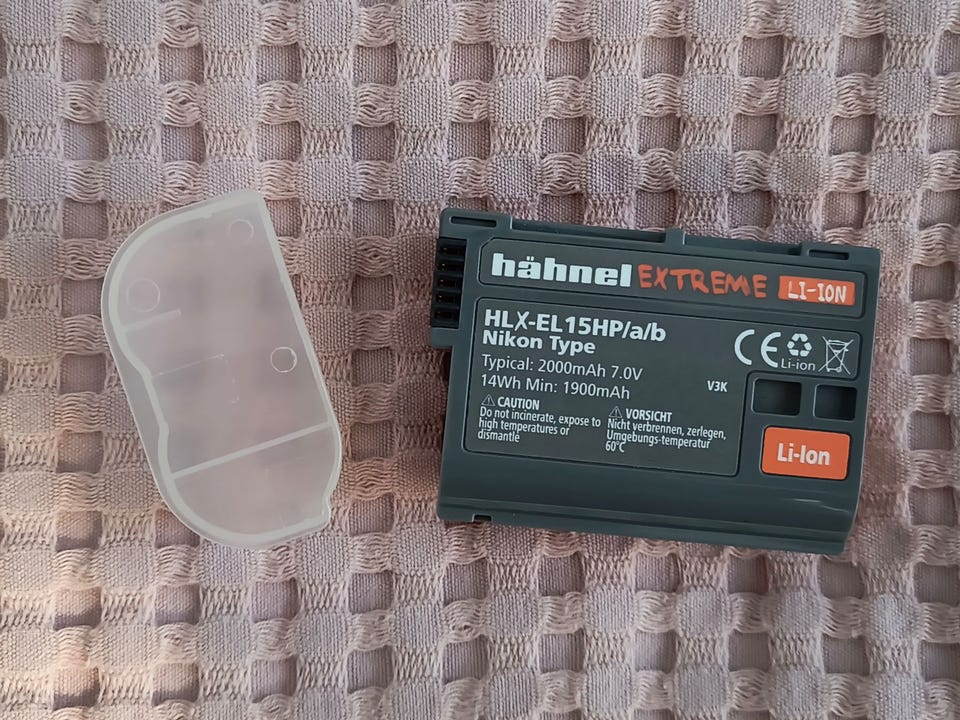 hähnel EXTREME LI-ION
HLX-EL15HP/a/b
Nikon Type
Typical: 2000mAh 7.0V
14Wh Min: 1900mAh
V3K
Li-ion
CAUTION
Do not incinerate, expose to
high temperatures or
dismantle
VORSICHT
Nicht verbrennen, zerlegen,
Umgebungs-temperatur
60°C
CE
Li-Ion